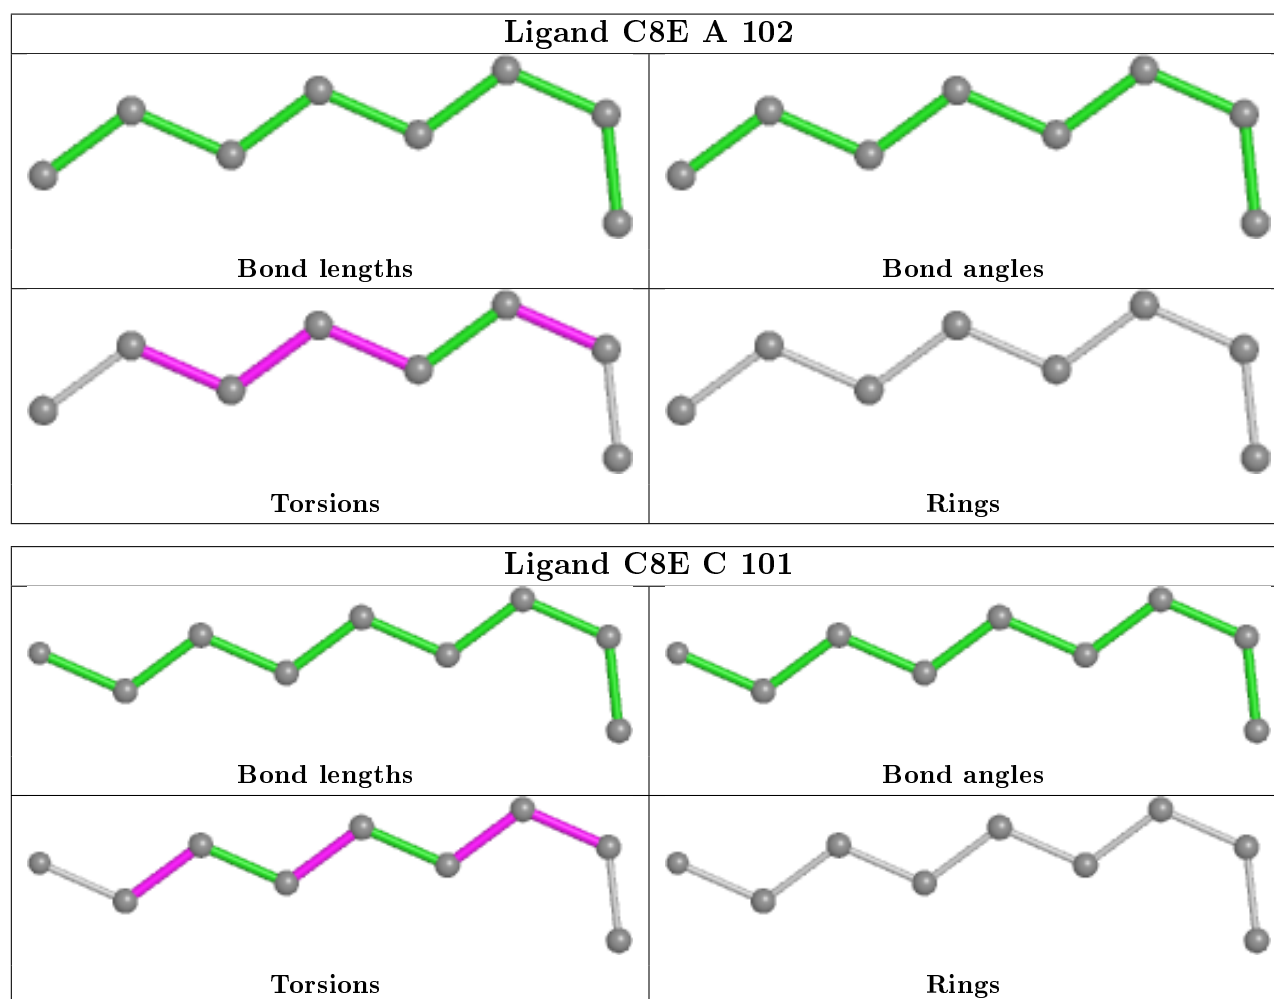 Ligand C8E A 102
Bond lengths
Bond angles
Torsions
Rings
Ligand C8E C 101
Bond lengths
Bond angles
Torsions
Rings